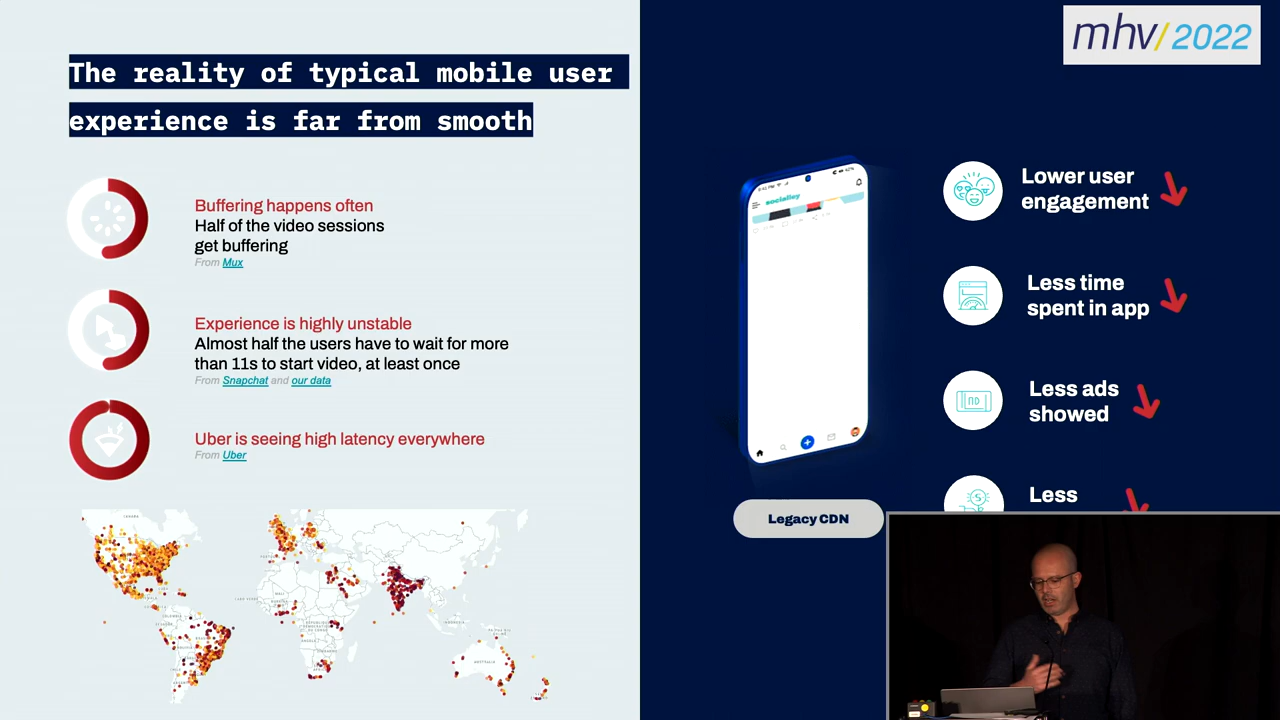 mhv/2022
The reality of typical mobile user
experience is far from smooth
Buffering happens often
Half of the video sessions
get buffering
From Mux
Experience is highly unstable
Almost half the users have to wait for more
than 11s to start video, at least once
From Snapchat and our data
Uber is seeing high latency everywhere
From Uber
socialley
Legacy CDN
Lower user
engagement
Less time
spent in app
Less ads
showed
Less